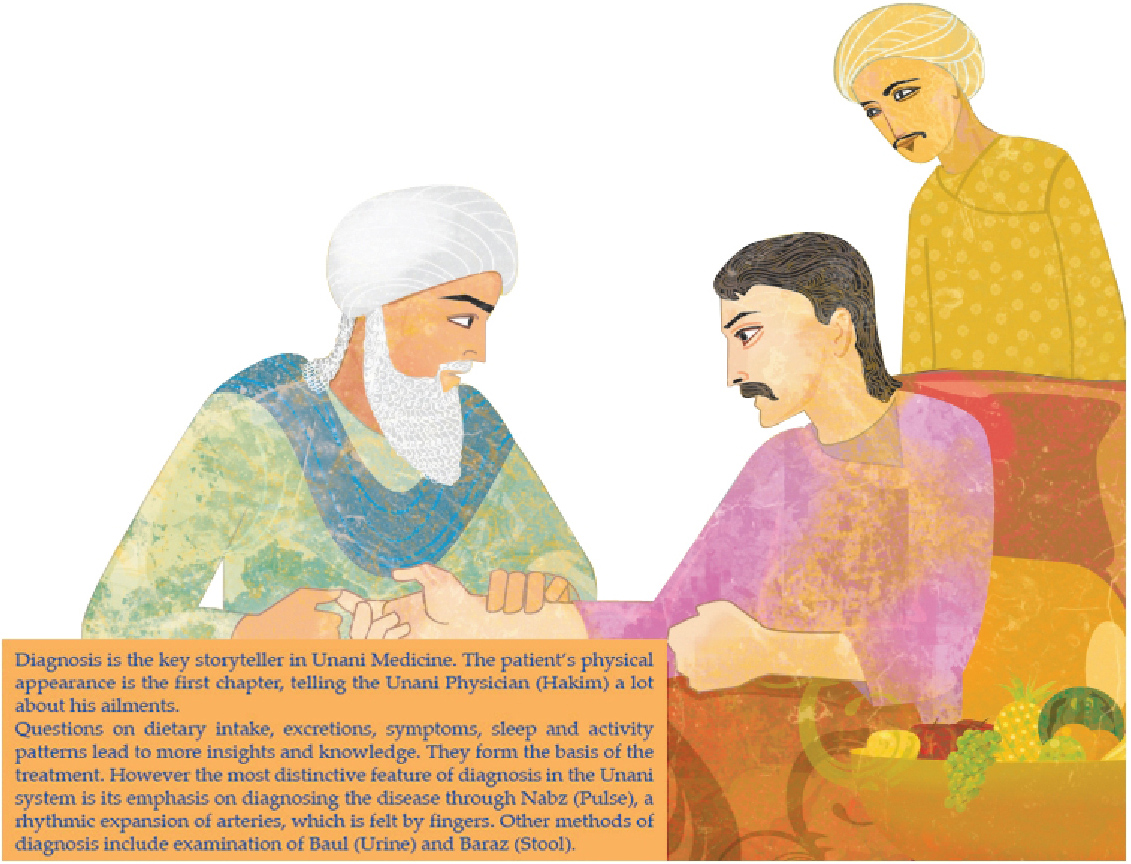 Diagnosis is the key storyteller in Unani Medicine. The patient's physical
appearance is the first chapter, telling the Unani Physician (Hakim) a lot
about his ailments.
Questions on dietary intake, excretions, symptoms, sleep and activity
patterns lead to more insights and knowledge. They form the basis of the
treatment. However the most distinctive feature of diagnosis in the Unani
system is its emphasis on diagnosing the disease through Nabz (Pulse), a
rhythmic expansion of arteries, which is felt by fingers. Other methods of
diagnosis include examination of Baul (Urine) and Baraz (Stool).